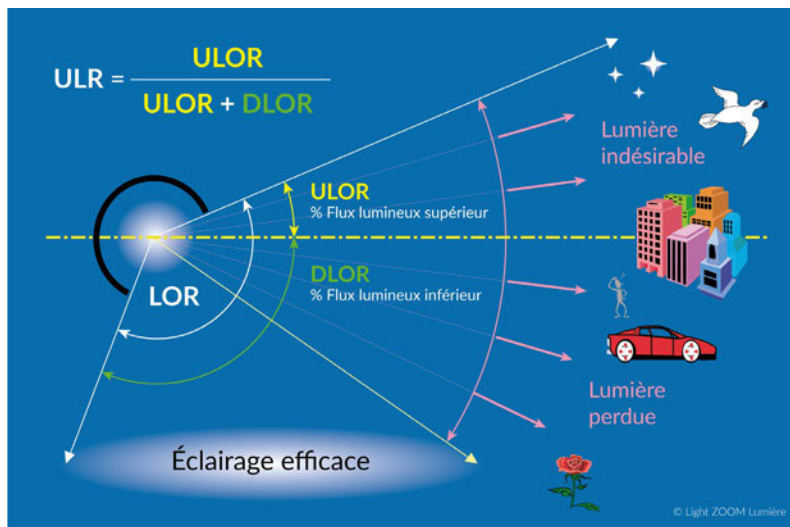 ULR = ULOR
ULOR + DLOR
Lumière
indésirable
ULOR
% Flux lumineux supérieur
DLOR
% Flux lumineux inférieur
LOR
Lumière
perdue
Éclairage efficace
© Light ZOOM Lumière